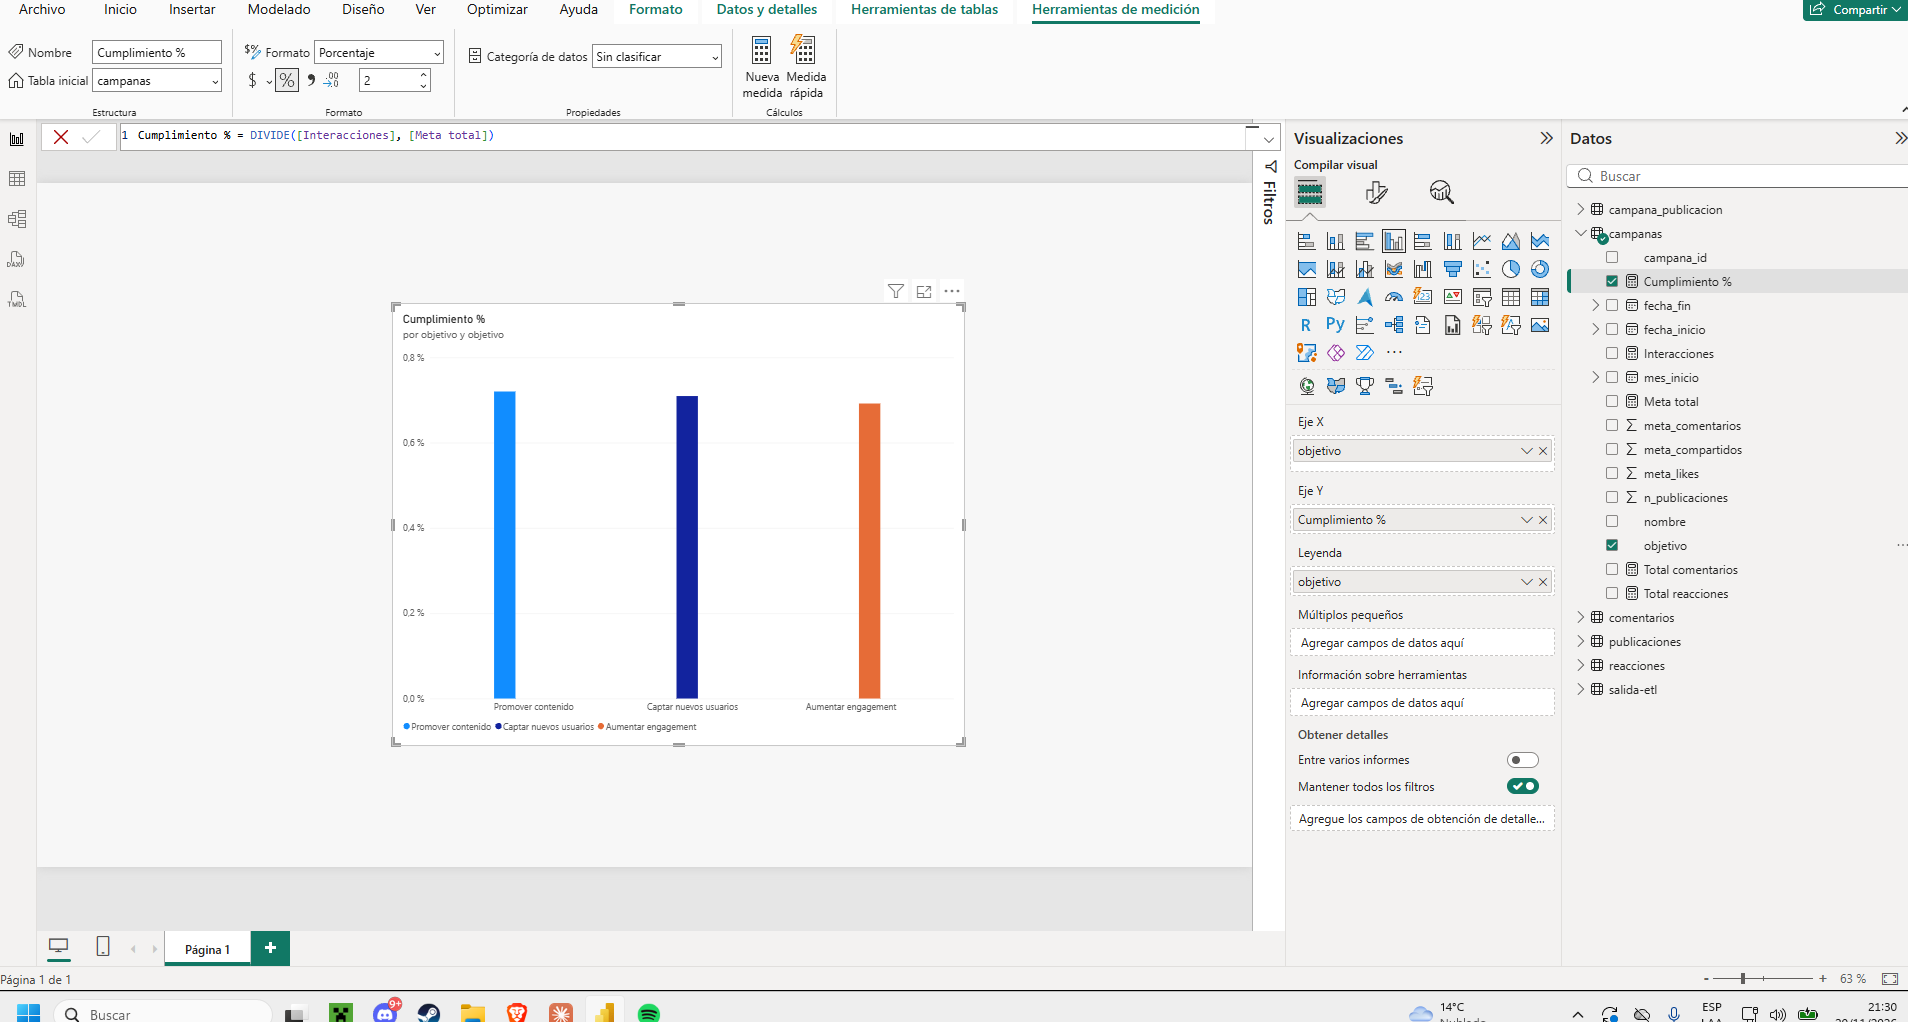 Archivo Inicio Insertar Modelado Diseño Ver Optimizar Ayuda Formato Datos y detalles Herramientas de tablas Herramientas de medición Compartir
Nombre Cumplimiento %
Tabla inicial campanas
Estructura
Formato Porcentaje
$ % 2
Formato
Categoría de datos Sin clasificar
Propiedades
Nueva medida
Medida rápida
Cálculos
1 Cumplimiento % = DIVIDE([Interacciones], [Meta total])
Cumplimiento %
por objetivo y objetivo
0,8 %
0,6 %
0,4 %
0,2 %
0,0 %
Promover contenido Captar nuevos usuarios Aumentar engagement
Promover contenido Captar nuevos usuarios Aumentar engagement
Filtros
Visualizaciones
Compilar visual
R Py
Eje X
objetivo
Eje Y
Cumplimiento %
Leyenda
objetivo
Múltiplos pequeños
Agregar campos de datos aquí
Información sobre herramientas
Agregar campos de datos aquí
Obtener detalles
Entre varios informes
Mantener todos los filtros
Agregue los campos de obtención de detalle...
Datos
Buscar
campana_publicacion
campanas
campana_id
Cumplimiento %
fecha_fin
fecha_inicio
Interacciones
mes_inicio
Meta total
meta_comentarios
meta_compartidos
meta_likes
n_publicaciones
nombre
objetivo
Total comentarios
Total reacciones
comentarios
publicaciones
reacciones
salida-etl
Página 1
Página 1 de 1
63 %
Buscar
9+
14°C
ESP
21:30